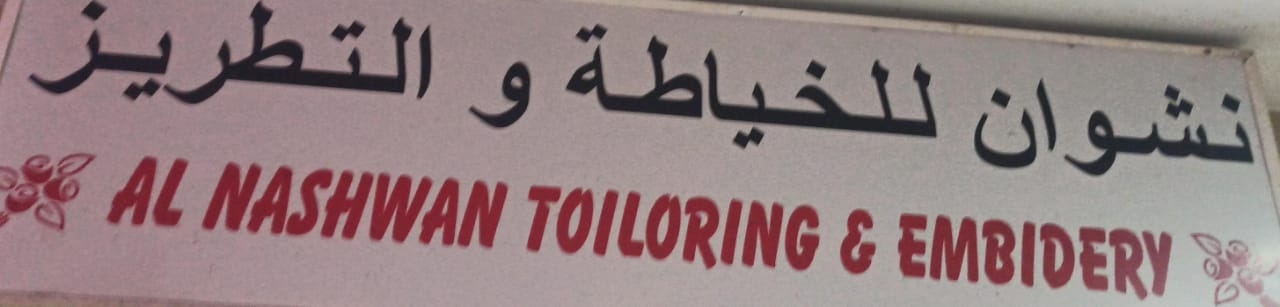 نشوان للخياطة و التطريز
AL NASHWAN TOILORING & EMBIDERY